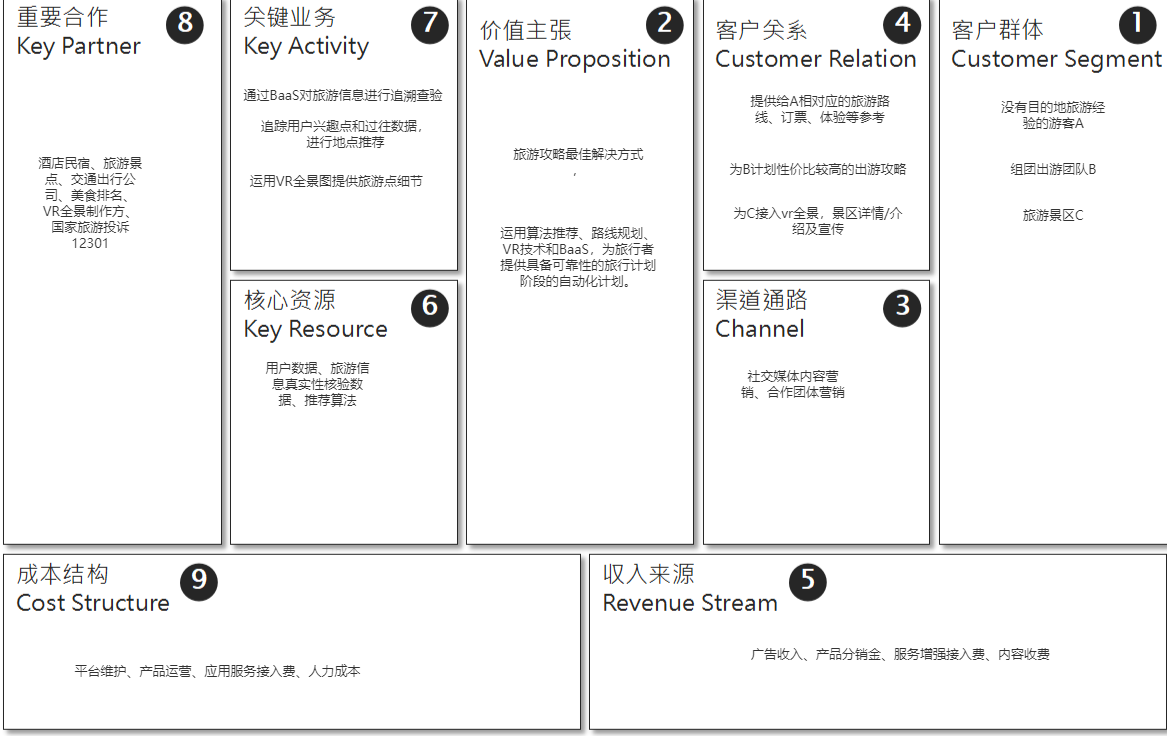 重要合作
Key Partner
8
酒店民宿、旅游景
点、交通出行公
司、美食排名、
VR全景制作方、
国家旅游投诉
12301
关键业务
Key Activity
7
通过BaaS对旅游信息进行追溯查验
追踪用户兴趣点和过往数据，
进行地点推荐
运用VR全景图提供旅游点细节
核心资源
Key Resource
6
用户数据、旅游信
息真实性核验数
据、推荐算法
价值主張
Value Proposition
2
旅游攻略最佳解决方式
，
运用算法推荐、路线规划、
VR技术和BaaS，为旅行者
提供具备可靠性的旅行计划
阶段的自动化计划。
客户关系
Customer Relation
4
提供给A相对应的旅游路
线、订票、体验等参考
为B计划性价比较高的出游攻略
为C接入vr全景，景区详情/介
绍及宣传
渠道通路
Channel
3
社交媒体内容营
销、合作团体营销
客户群体
Customer Segment
1
没有目的地旅游经
验的游客A
组团出游团队B
旅游景区C
成本结构
Cost Structure
9
平台维护、产品运营、应用服务接入费、人力成本
收入来源
Revenue Stream
5
广告收入、产品分销金、服务增强接入费、内容收费